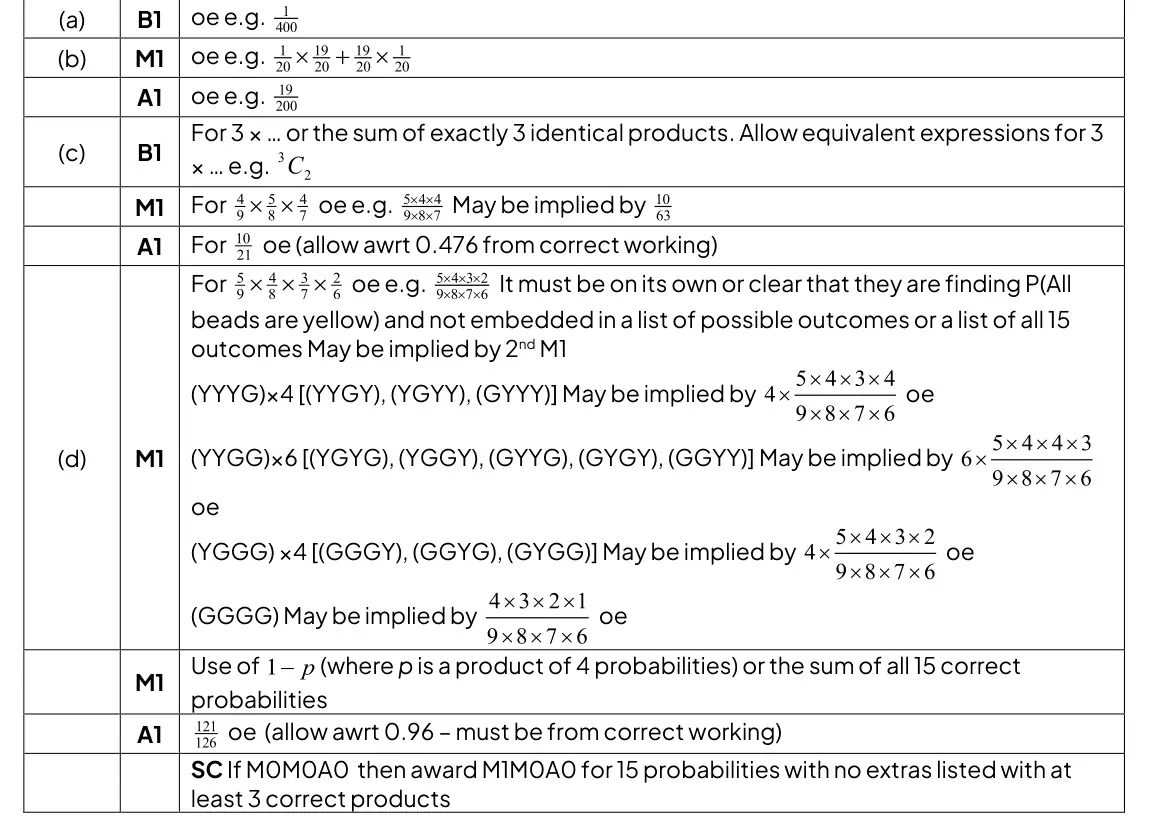 (a) B1 oe e.g. 1/400
(b) M1 oe e.g. 1/20 × 19/20 + 19/20 × 1/20
A1 oe e.g. 19/200
(c) B1 For 3 × ... or the sum of exactly 3 identical products. Allow equivalent expressions for 3
× ... e.g. ³C₂
M1 For 4/9 × 5/8 × 4/7 oe e.g. 5×4×4/9×8×7 May be implied by 10/63
A1 For 10/21 oe (allow awrt 0.476 from correct working)
(d) M1 For 5/9 × 4/8 × 3/7 × 2/6 oe e.g. 5×4×3×2/9×8×7×6 It must be on its own or clear that they are finding P(All
beads are yellow) and not embedded in a list of possible outcomes or a list of all 15
outcomes May be implied by 2nd M1
(YYYG)×4 [(YYGY), (YGYY), (GYYY)] May be implied by 4× 5×4×3×4/9×8×7×6 oe
(YYGG)×6 [(YGYG), (YGGY), (GYYG), (GYGY), (GGYY)] May be implied by 6× 5×4×4×3/9×8×7×6
oe
(YGGG) ×4 [(GGGY), (GGYG), (GYGG)] May be implied by 4× 5×4×3×2/9×8×7×6 oe
(GGGG) May be implied by 4×3×2×1/9×8×7×6 oe
M1 Use of 1− p (where p is a product of 4 probabilities) or the sum of all 15 correct
probabilities
A1 121/126 oe (allow awrt 0.96 – must be from correct working)
SC If M0M0A0 then award M1M0A0 for 15 probabilities with no extras listed with at
least 3 correct products